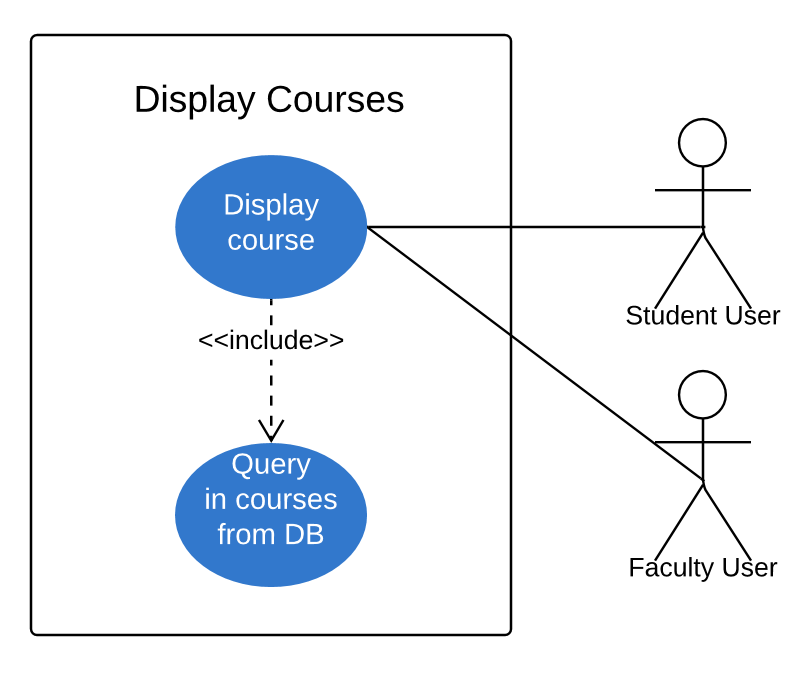 Display Courses
Display
course
<<include>>
Query
in courses
from DB
Student User
Faculty User